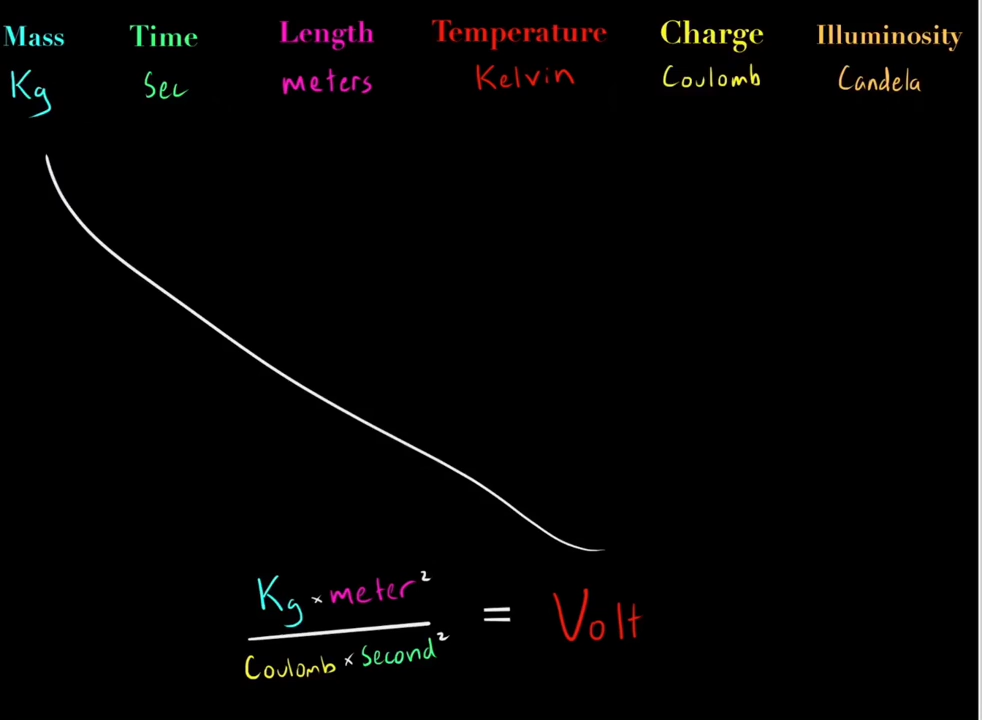 Mass Time Length Temperature Charge Illuminosity
Kg Sec meters Kelvin Coulomb Candela
Kg × meter² = Volt
Coulomb × Second²